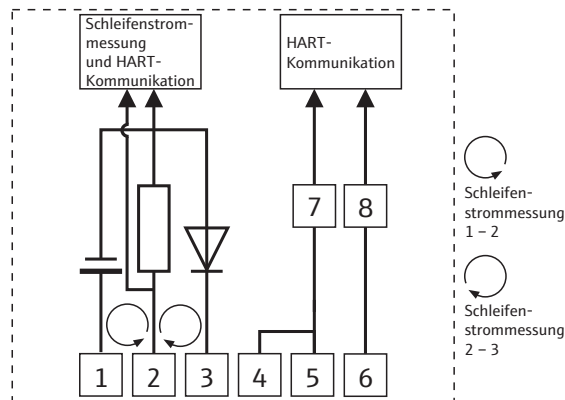 Schleifenstrom-
messung
und HART-
Kommunikation
HART-
Kommunikation
7
8
Schleifen-
strommessung
1 – 2
Schleifen-
strommessung
2 – 3
1
2
3
4
5
6